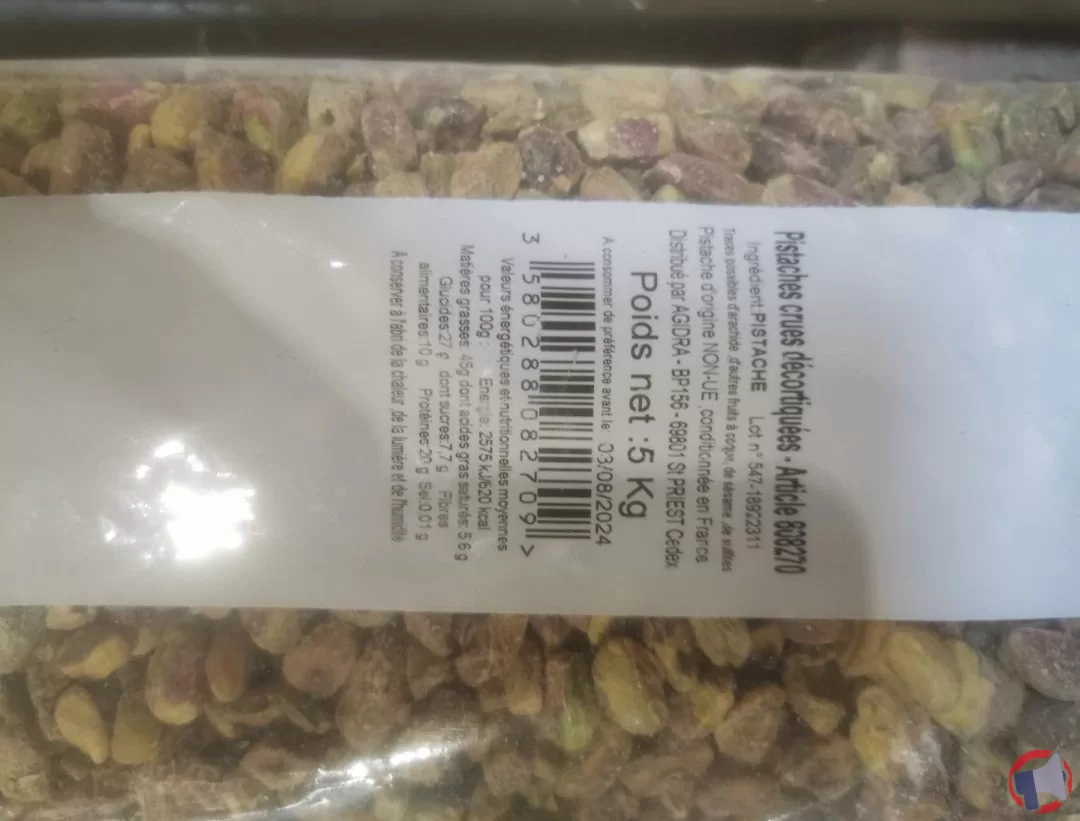 Pistaches crues décortiquées - Article 808270
Ingrédient:PISTACHE Lot n° 547-18922311
Traces possibles d'arachide ,d'autres fruits à coque, de sésame ,de sulfites
Pistache d'origine NON-UE ,conditionnée en France
Distribué par AGIDRA - BP156 - 69801 St PRIEST Cedex
Poids net :5 Kg
A consommer de préférence avant le: 03/08/2024
3 580288 082709 >
Valeurs énergétiques et nutritionnelles moyennes
pour 100g : Energie: 2575 kJ/620 kcal
Matières grasses: 45g dont acides gras saturés: 5.6 g
Glucides:27 g dont sucres:7,7 g Fibres
alimentaires:10 g Protéines:20 g Sel:0.01 g
A conserver à l'abri de la chaleur ,de la lumière et de l'humidité